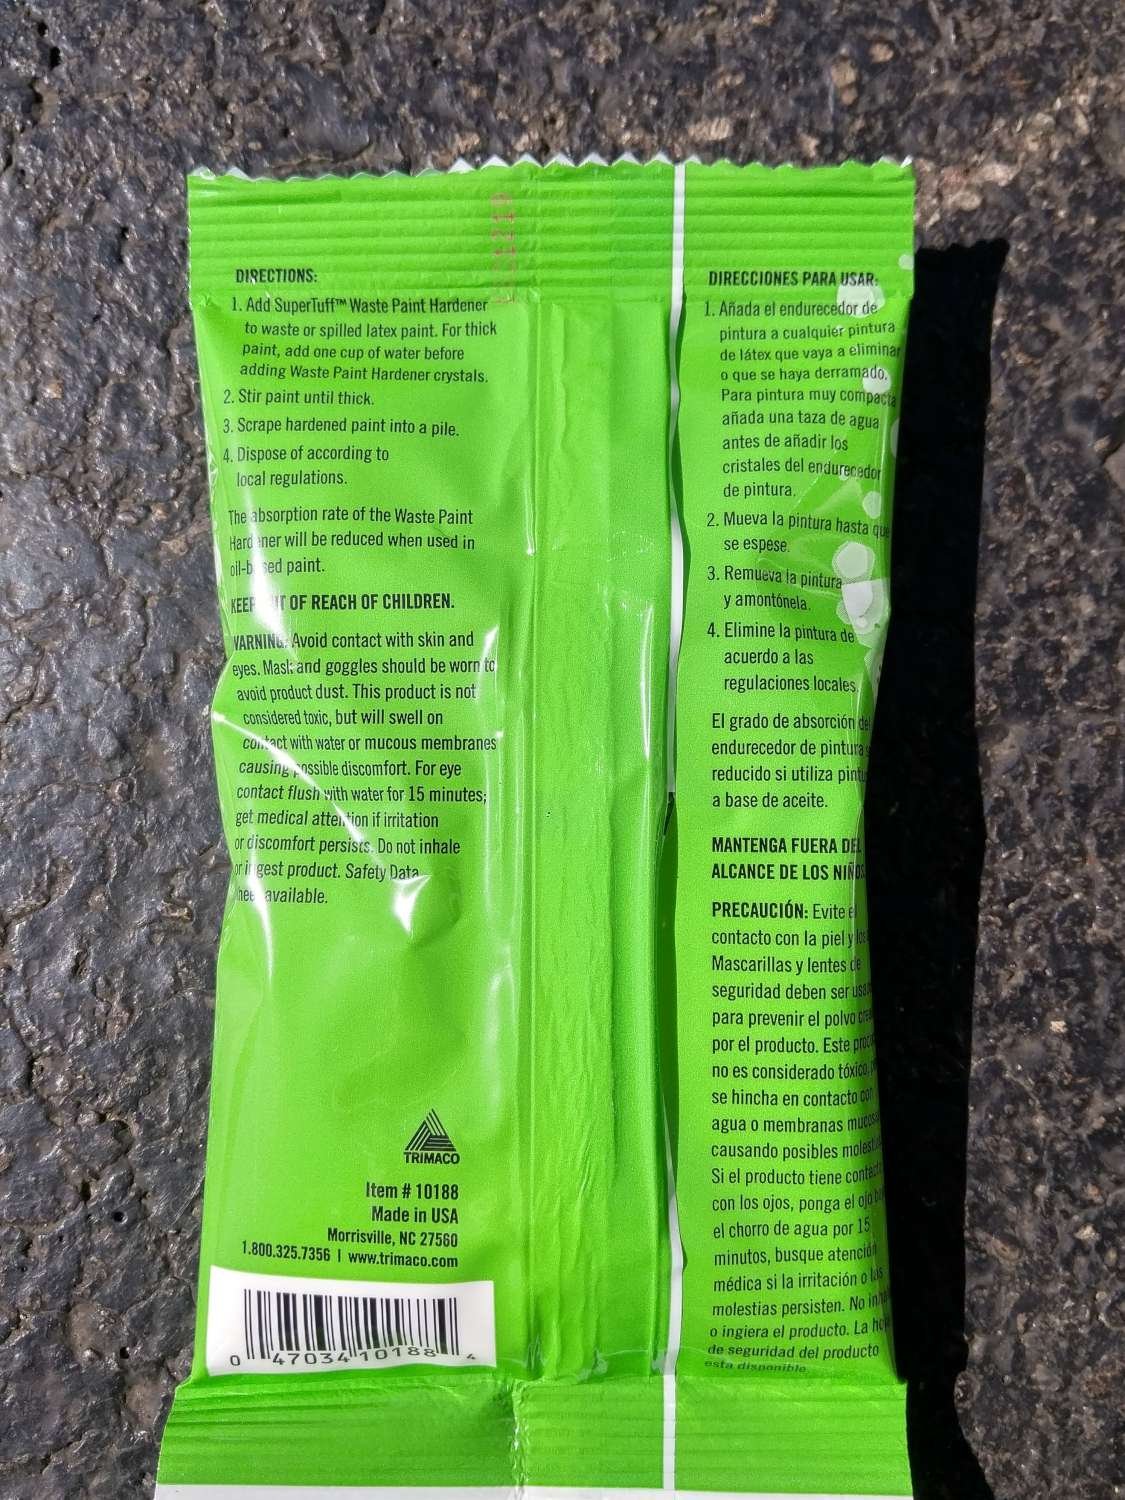 DIRECTIONS:
1. Add SuperTuff™ Waste Paint Hardener
to waste or spilled latex paint. For thick
paint, add one cup of water before
adding Waste Paint Hardener crystals.
2. Stir paint until thick.
3. Scrape hardened paint into a pile.
4. Dispose of according to
local regulations.
The absorption rate of the Waste Paint
Hardener will be reduced when used in
oil-based paint.
KEEP OUT OF REACH OF CHILDREN.
WARNING: Avoid contact with skin and
eyes. Mask and goggles should be worn to
avoid product dust. This product is not
considered toxic, but will swell on
contact with water or mucous membranes
causing possible discomfort. For eye
contact flush with water for 15 minutes;
get medical attention if irritation
or discomfort persists. Do not inhale
or ingest product. Safety Data
available.
TRIMACO
Item # 10188
Made in USA
Morrisville, NC 27560
1.800.325.7356 | www.trimaco.com
0 47034 10188 4
DIRECCIONES PARA USAR:
1. Añada el endurecedor de
pintura a cualquier pintura
de látex que vaya a eliminar
o que se haya derramado.
Para pintura muy compacta
añada una taza de agua
antes de añadir los
cristales del endurecedor
de pintura.
2. Mueva la pintura hasta que
se espese.
3. Remueva la pintura
y amontónela.
4. Elimine la pintura de
acuerdo a las
regulaciones locales.
El grado de absorción del
endurecedor de pintura
reducido si utiliza
a base de aceite.
MANTENGA FUERA DEL
ALCANCE DE LOS NIÑOS.
PRECAUCIÓN: Evite el
contacto con la piel y
Mascarillas y lentes de
seguridad deben ser
para prevenir el polvo
por el producto. Este
no es considerado tóxico,
se hincha en contacto con
agua o membranas
causando posibles
Si el producto tiene contacto
con los ojos, ponga el ojo
el chorro de agua por 15
minutos, busque atención
médica si la irritación o las
molestias persisten. No
o ingiera el producto. La
de seguridad del producto
esta disponible.